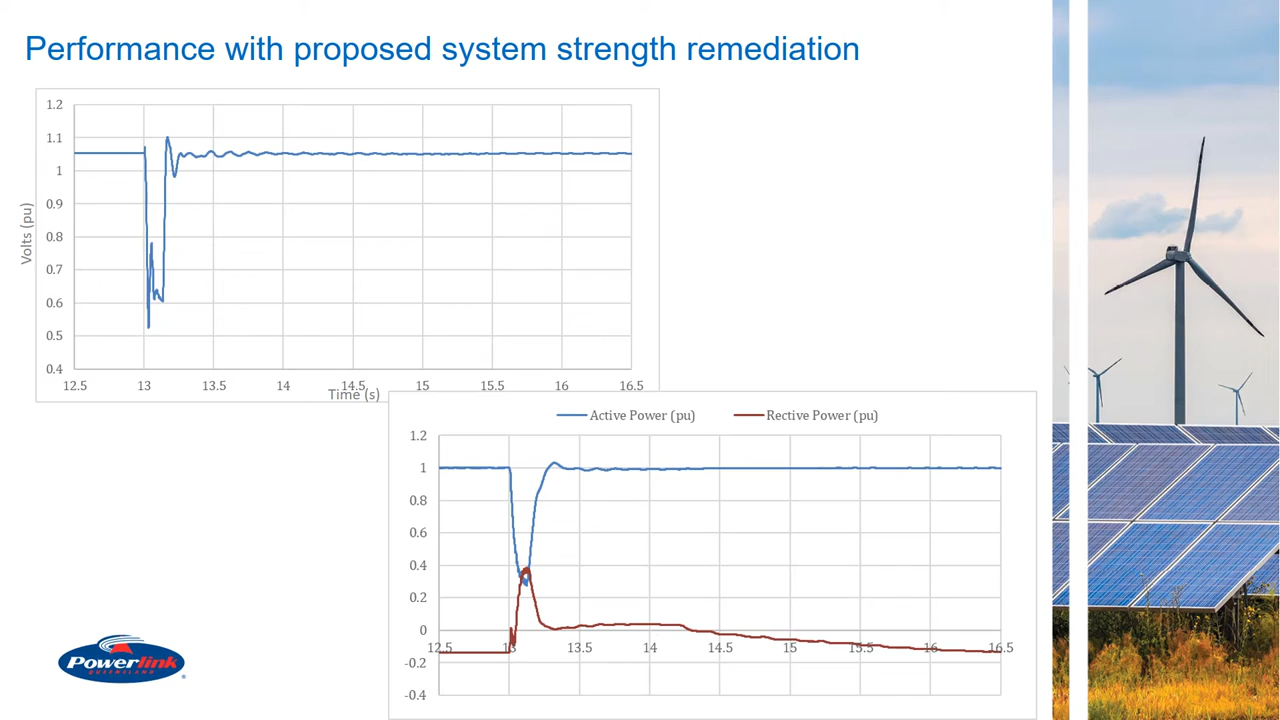 Performance with proposed system strength remediation
1.2
1.1
1
0.9
0.8
0.7
0.6
0.5
0.4
Volts (pu)
12.5 13 13.5 14 14.5 15 15.5 16 16.5
Time (s)
Active Power (pu) Rective Power (pu)
1.2
1
0.8
0.6
0.4
0.2
0
-0.2
-0.4
12.5 13 13.5 14 14.5 15 15.5 16 16.5
Powerlink
QUEENSLAND